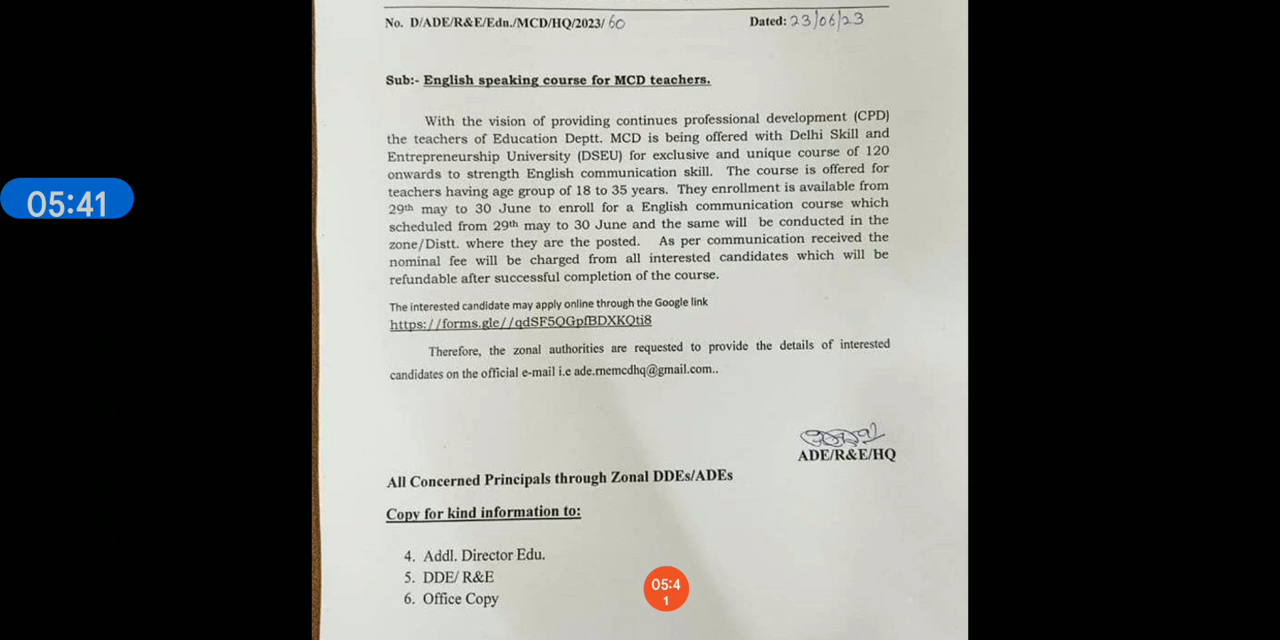 No. D/ADE/R&E/Edn./MCD/HQ/2023/ 60 Dated: 23/06/23
Sub:- English speaking course for MCD teachers.
With the vision of providing continues professional development (CPD)
the teachers of Education Deptt. MCD is being offered with Delhi Skill and
Entrepreneurship University (DSEU) for exclusive and unique course of 120
onwards to strength English communication skill. The course is offered for
teachers having age group of 18 to 35 years. They enrollment is available from
29th may to 30 June to enroll for a English communication course which
scheduled from 29th may to 30 June and the same will be conducted in the
zone/Distt. where they are the posted. As per communication received the
nominal fee will be charged from all interested candidates which will be
refundable after successful completion of the course.
The interested candidate may apply online through the Google link
https://forms.gle//qdSF5QGpfBDXKQti8
Therefore, the zonal authorities are requested to provide the details of interested
candidates on the official e-mail i.e ade.rnemcdhq@gmail.com..
ADE/R&E/HQ
All Concerned Principals through Zonal DDEs/ADEs
Copy for kind information to:
4. Addl. Director Edu.
5. DDE/ R&E
6. Office Copy
05:41
05:4
1